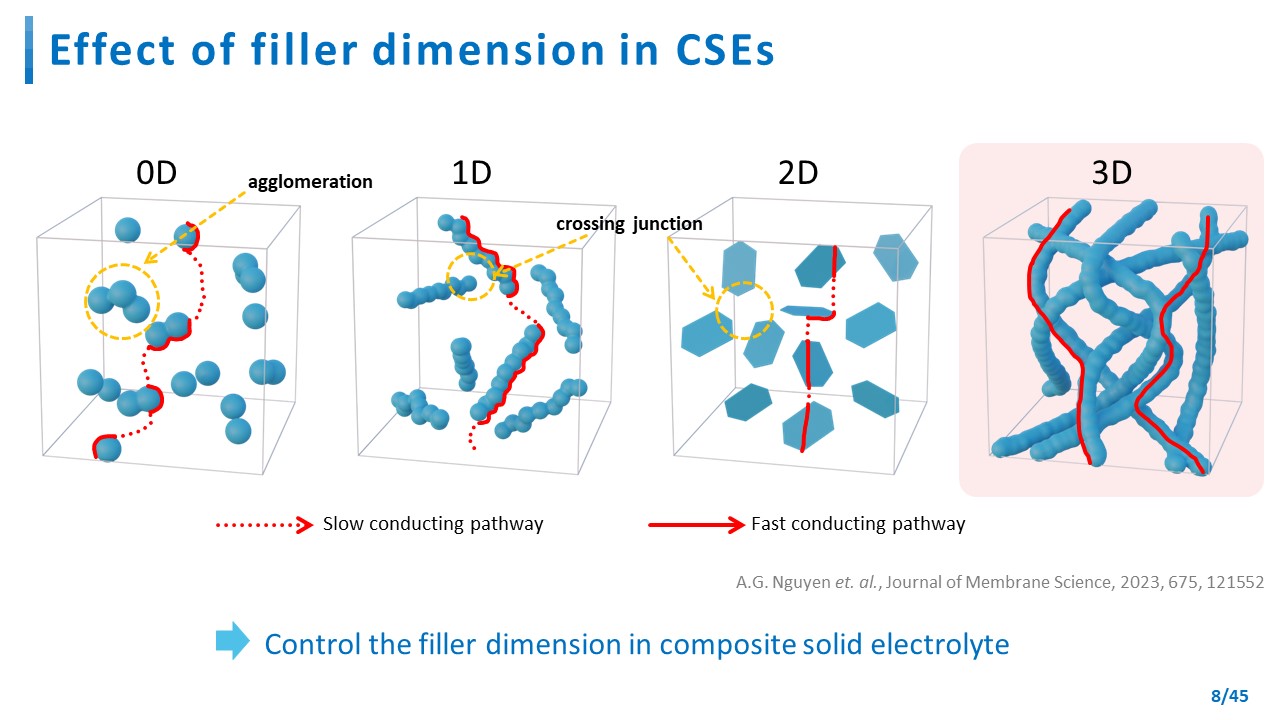 Effect of filler dimension in CSEs
0D
1D
2D
3D
agglomeration
crossing junction
Slow conducting pathway
Fast conducting pathway
A.G. Nguyen et. al., Journal of Membrane Science, 2023, 675, 121552
Control the filler dimension in composite solid electrolyte
8/45